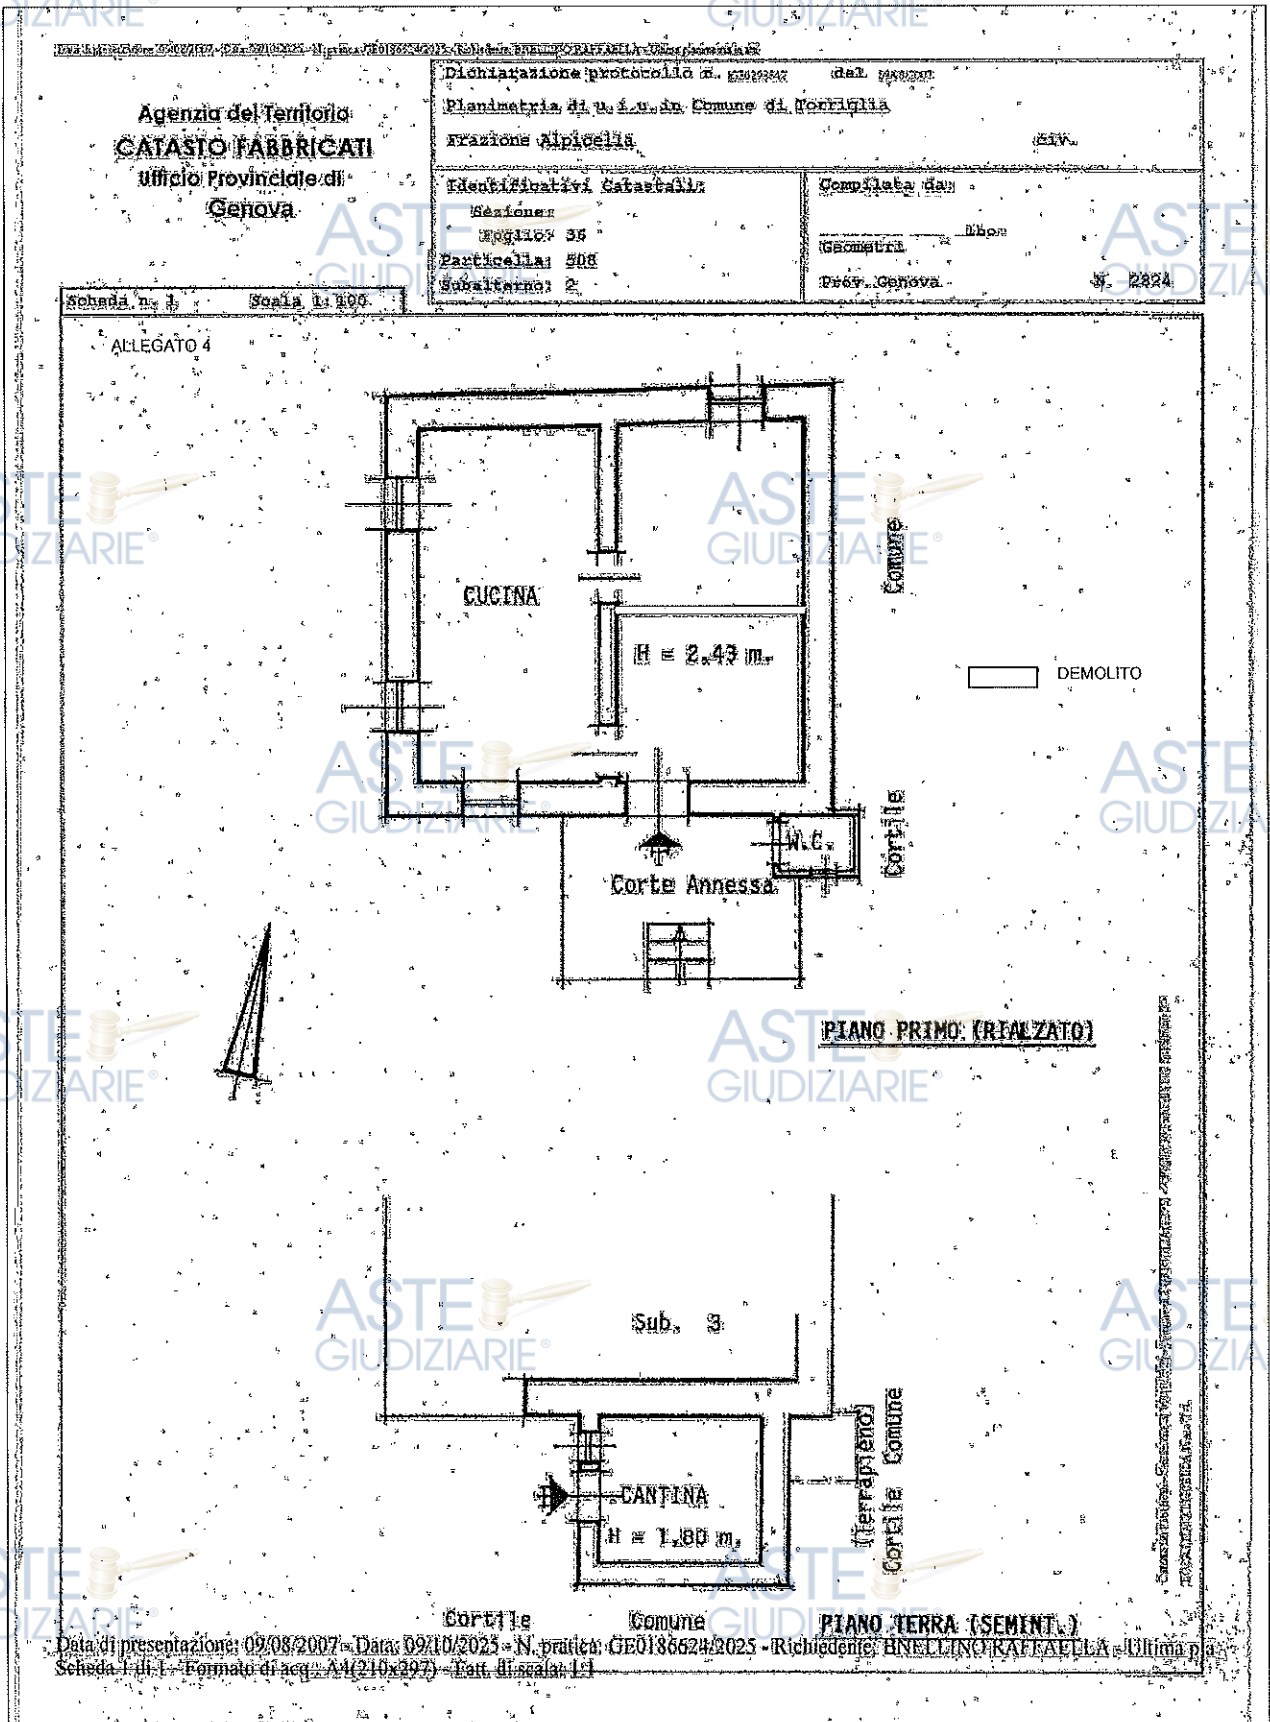 Agenzia del Territorio
CATASTO FABBRICATI
Ufficio Provinciale di
Genova
Dichiarazione protocollo n. del
Planimetria di u.i.u. in Comune di Torriglia
Frazione Alpicella civ.
Identificativi Catastali:
Sezione:
Foglio: 36
Particella: 508
Subalterno: 2
Compilata da:
Geometri
Prov. Genova N. 2824
Scheda n. 1 Scala 1:100
ALLEGATO 4
CUCINA
H = 2.43 m.
Comune
Cortile
DEMOLITO
W.C.
Corte Annessa
PIANO PRIMO (RIALZATO)
Sub. 3
CANTINA
H = 1.80 m.
(Terrapieno)
Cortile Comune
Cortile Comune
PIANO TERRA (SEMINT.)
Data di presentazione: 09/08/2007 - Data: 09/10/2025 - N. pratica: GE0186624/2025 - Richiedente: BNELLINO RAFFAELLA - Ultima pla
Scheda 1 di 1 - Formato di acq.: A4(210x297) - Fatt. di scala: 1:1
ASTE
GIUDIZIARIE®